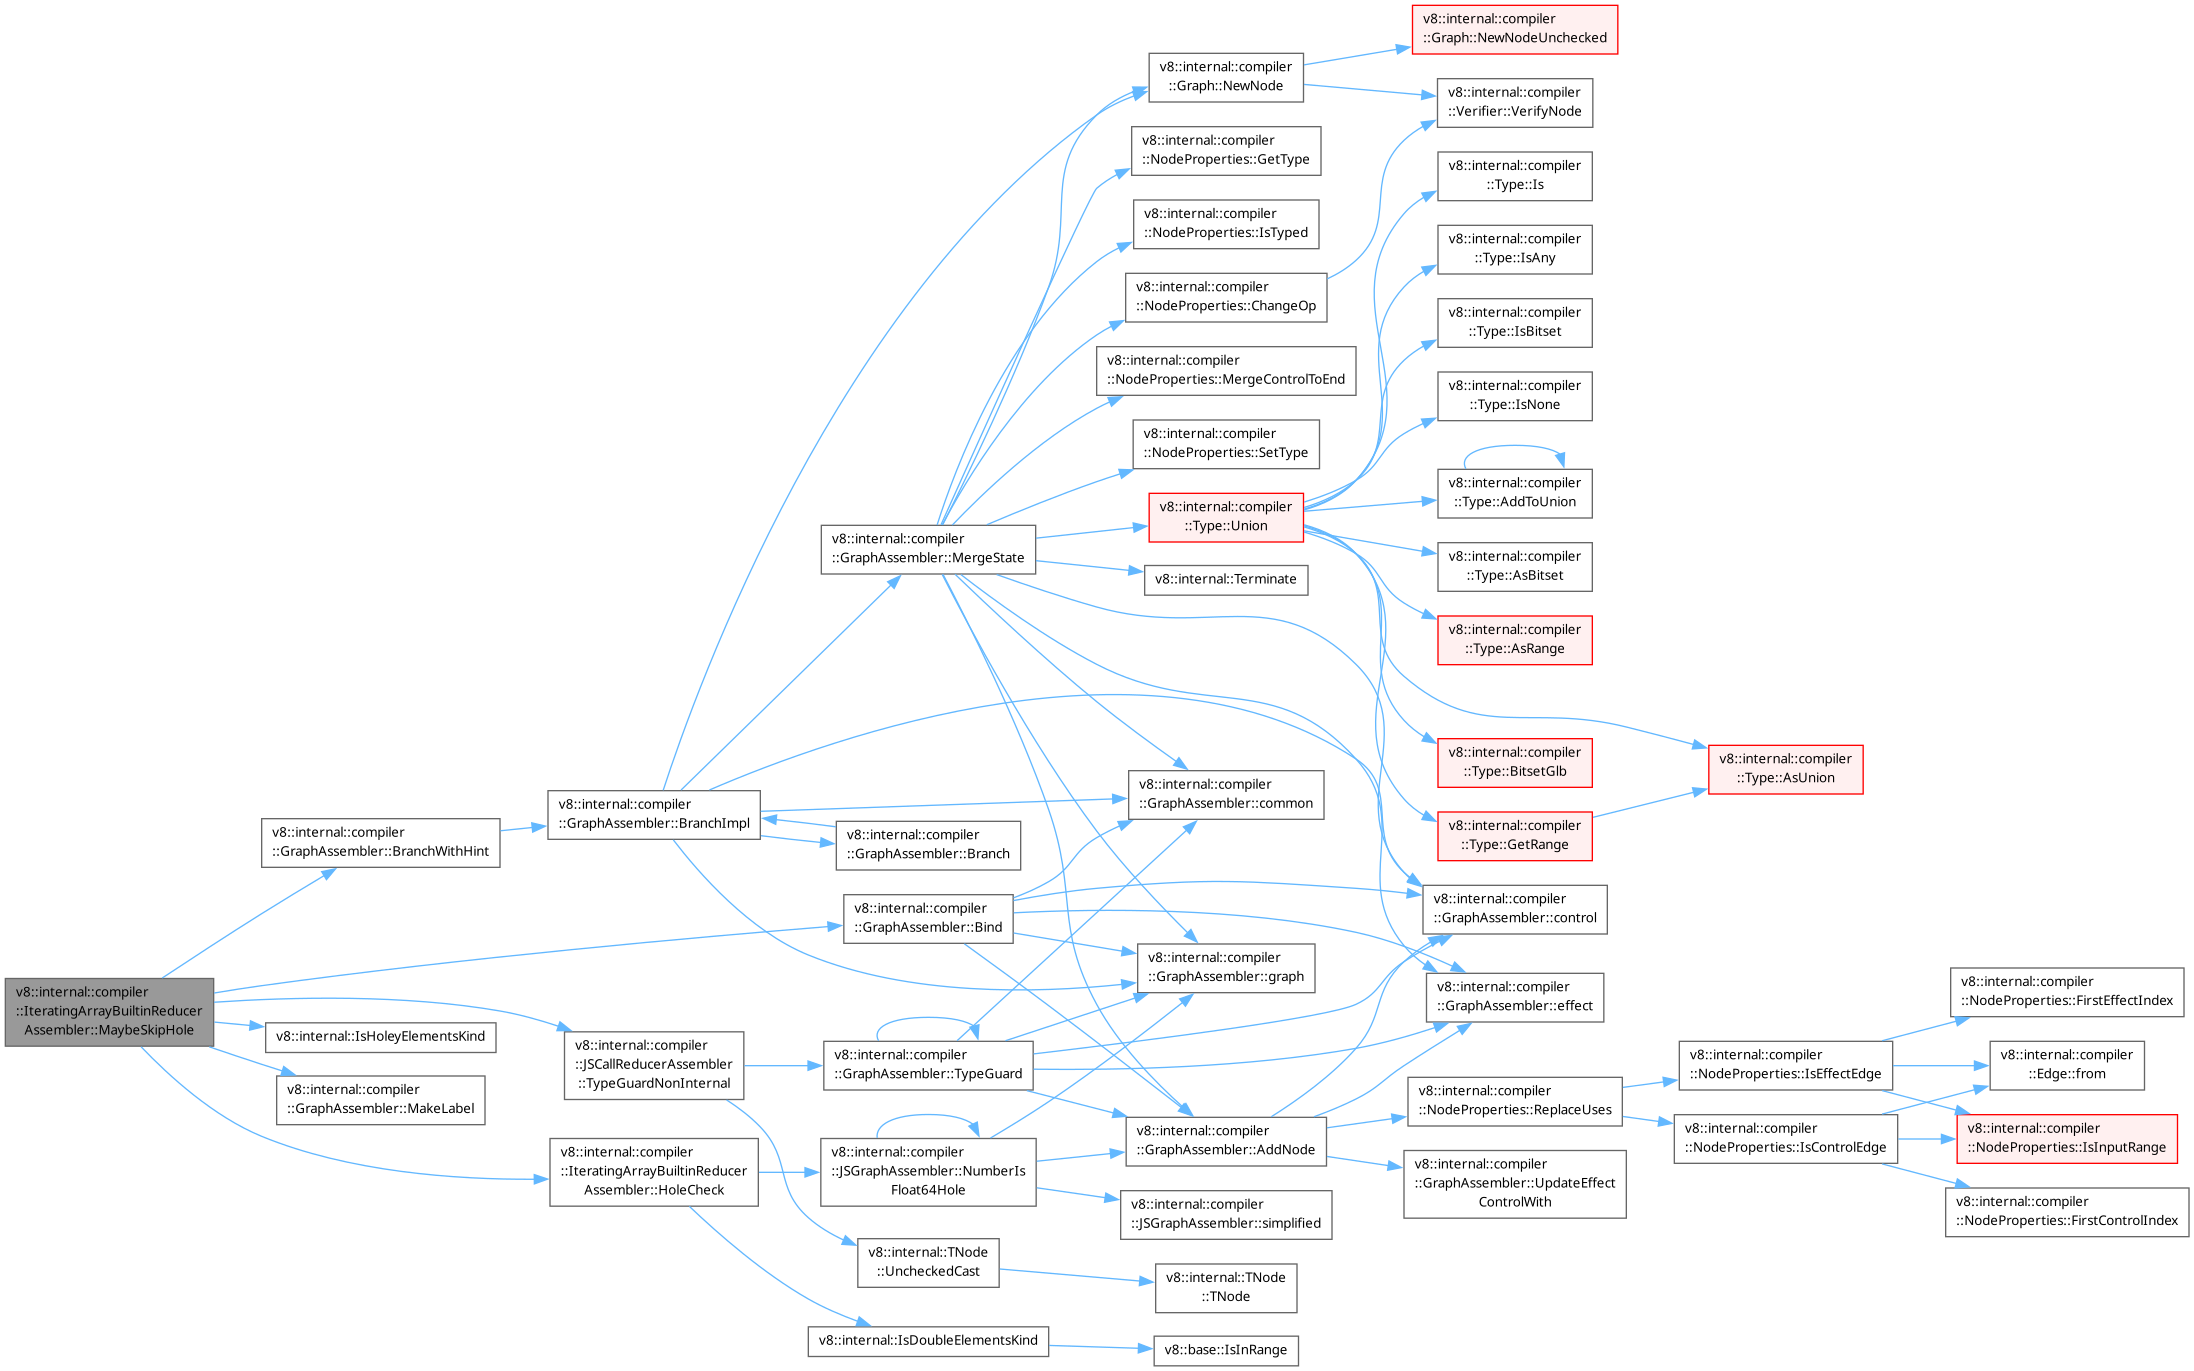 v8::internal::compiler
::IteratingArrayBuiltinReducer
Assembler::MaybeSkipHole
v8::internal::compiler
::GraphAssembler::BranchWithHint
v8::internal::IsHoleyElementsKind
v8::internal::compiler
::GraphAssembler::MakeLabel
v8::internal::compiler
::GraphAssembler::BranchImpl
v8::internal::compiler
::JSCallReducerAssembler
::TypeGuardNonInternal
v8::internal::compiler
::IteratingArrayBuiltinReducer
Assembler::HoleCheck
v8::internal::compiler
::GraphAssembler::MergeState
v8::internal::compiler
::GraphAssembler::Branch
v8::internal::compiler
::GraphAssembler::Bind
v8::internal::compiler
::GraphAssembler::TypeGuard
v8::internal::compiler
::JSGraphAssembler::NumberIs
Float64Hole
v8::internal::TNode
::UncheckedCast
v8::internal::IsDoubleElementsKind
v8::internal::compiler
::Graph::NewNode
v8::internal::compiler
::NodeProperties::GetType
v8::internal::compiler
::NodeProperties::IsTyped
v8::internal::compiler
::NodeProperties::ChangeOp
v8::internal::compiler
::NodeProperties::MergeControlToEnd
v8::internal::compiler
::NodeProperties::SetType
v8::internal::compiler
::Type::Union
v8::internal::Terminate
v8::internal::compiler
::GraphAssembler::common
v8::internal::compiler
::GraphAssembler::graph
v8::internal::compiler
::GraphAssembler::AddNode
v8::internal::compiler
::JSGraphAssembler::simplified
v8::internal::TNode
::TNode
v8::base::IsInRange
v8::internal::compiler
::Graph::NewNodeUnchecked
v8::internal::compiler
::Verifier::VerifyNode
v8::internal::compiler
::Type::Is
v8::internal::compiler
::Type::IsAny
v8::internal::compiler
::Type::IsBitset
v8::internal::compiler
::Type::IsNone
v8::internal::compiler
::Type::AddToUnion
v8::internal::compiler
::Type::AsBitset
v8::internal::compiler
::Type::AsRange
v8::internal::compiler
::Type::BitsetGlb
v8::internal::compiler
::Type::GetRange
v8::internal::compiler
::GraphAssembler::control
v8::internal::compiler
::GraphAssembler::effect
v8::internal::compiler
::NodeProperties::ReplaceUses
v8::internal::compiler
::GraphAssembler::UpdateEffect
ControlWith
v8::internal::compiler
::Type::AsUnion
v8::internal::compiler
::NodeProperties::IsEffectEdge
v8::internal::compiler
::NodeProperties::IsControlEdge
v8::internal::compiler
::NodeProperties::FirstEffectIndex
v8::internal::compiler
::Edge::from
v8::internal::compiler
::NodeProperties::IsInputRange
v8::internal::compiler
::NodeProperties::FirstControlIndex